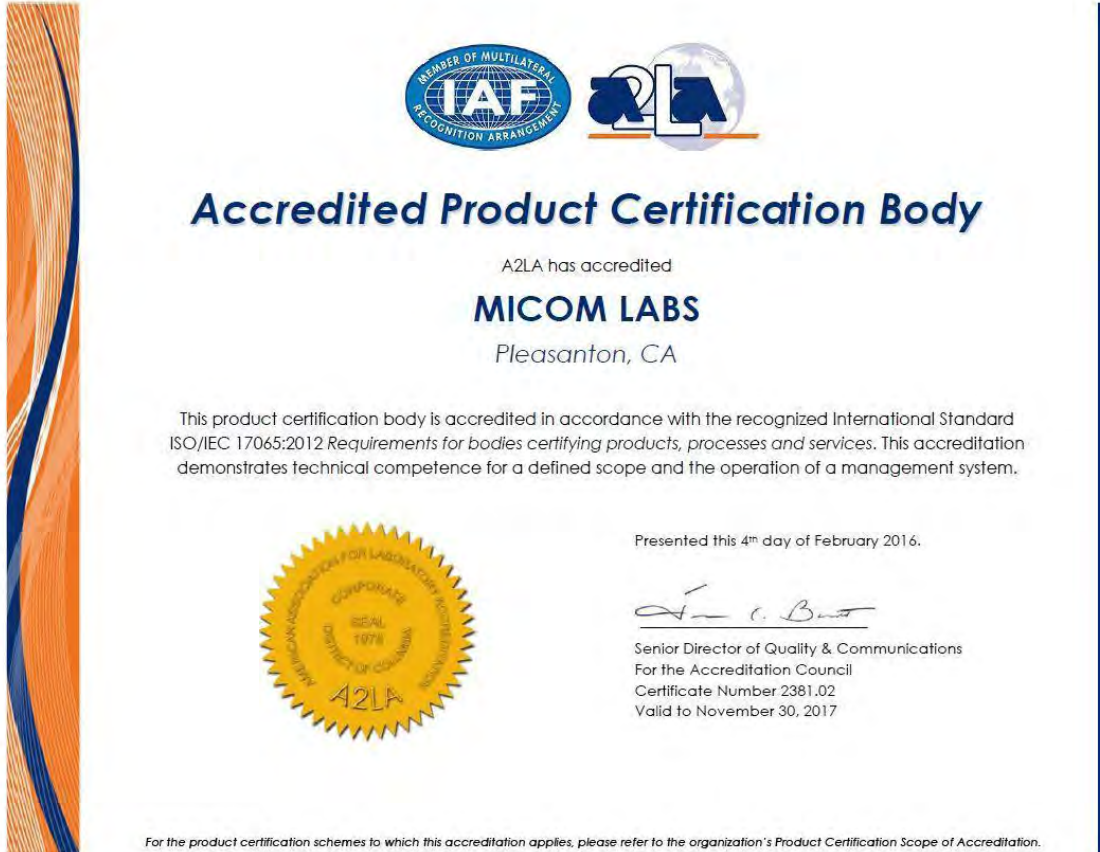 MEMBER OF MULTILATERAL
IAF
RECOGNITION ARRANGEMENT
a2La
Accredited Product Certification Body
A2LA has accredited
MICOM LABS
Pleasanton, CA
This product certification body is accredited in accordance with the recognized International Standard
ISO/IEC 17065:2012 Requirements for bodies certifying products, processes and services. This accreditation
demonstrates technical competence for a defined scope and the operation of a management system.
AMERICAN ASSOCIATION FOR LABORATORY ACCREDITATION
CORPORATE
SEAL
1978
DISTRICT OF COLUMBIA
A2LA
Presented this 4th day of February 2016.
Senior Director of Quality & Communications
For the Accreditation Council
Certificate Number 2381.02
Valid to November 30, 2017
For the product certification schemes to which this accreditation applies, please refer to the organization's Product Certification Scope of Accreditation.